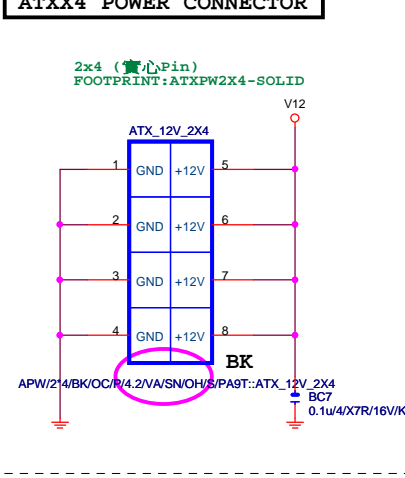 ATXX4 POWER CONNECTOR
2x4 (實心Pin)
FOOTPRINT:ATXPW2X4-SOLID
V12
ATX_12V_2X4
1 GND +12V 5
2 GND +12V 6
3 GND +12V 7
4 GND +12V 8
BK
APW/2*4/BK/OC/P/4.2/VA/SN/OH/S/PA9T::ATX_12V_2X4
BC7
0.1u/4/X7R/16V/K